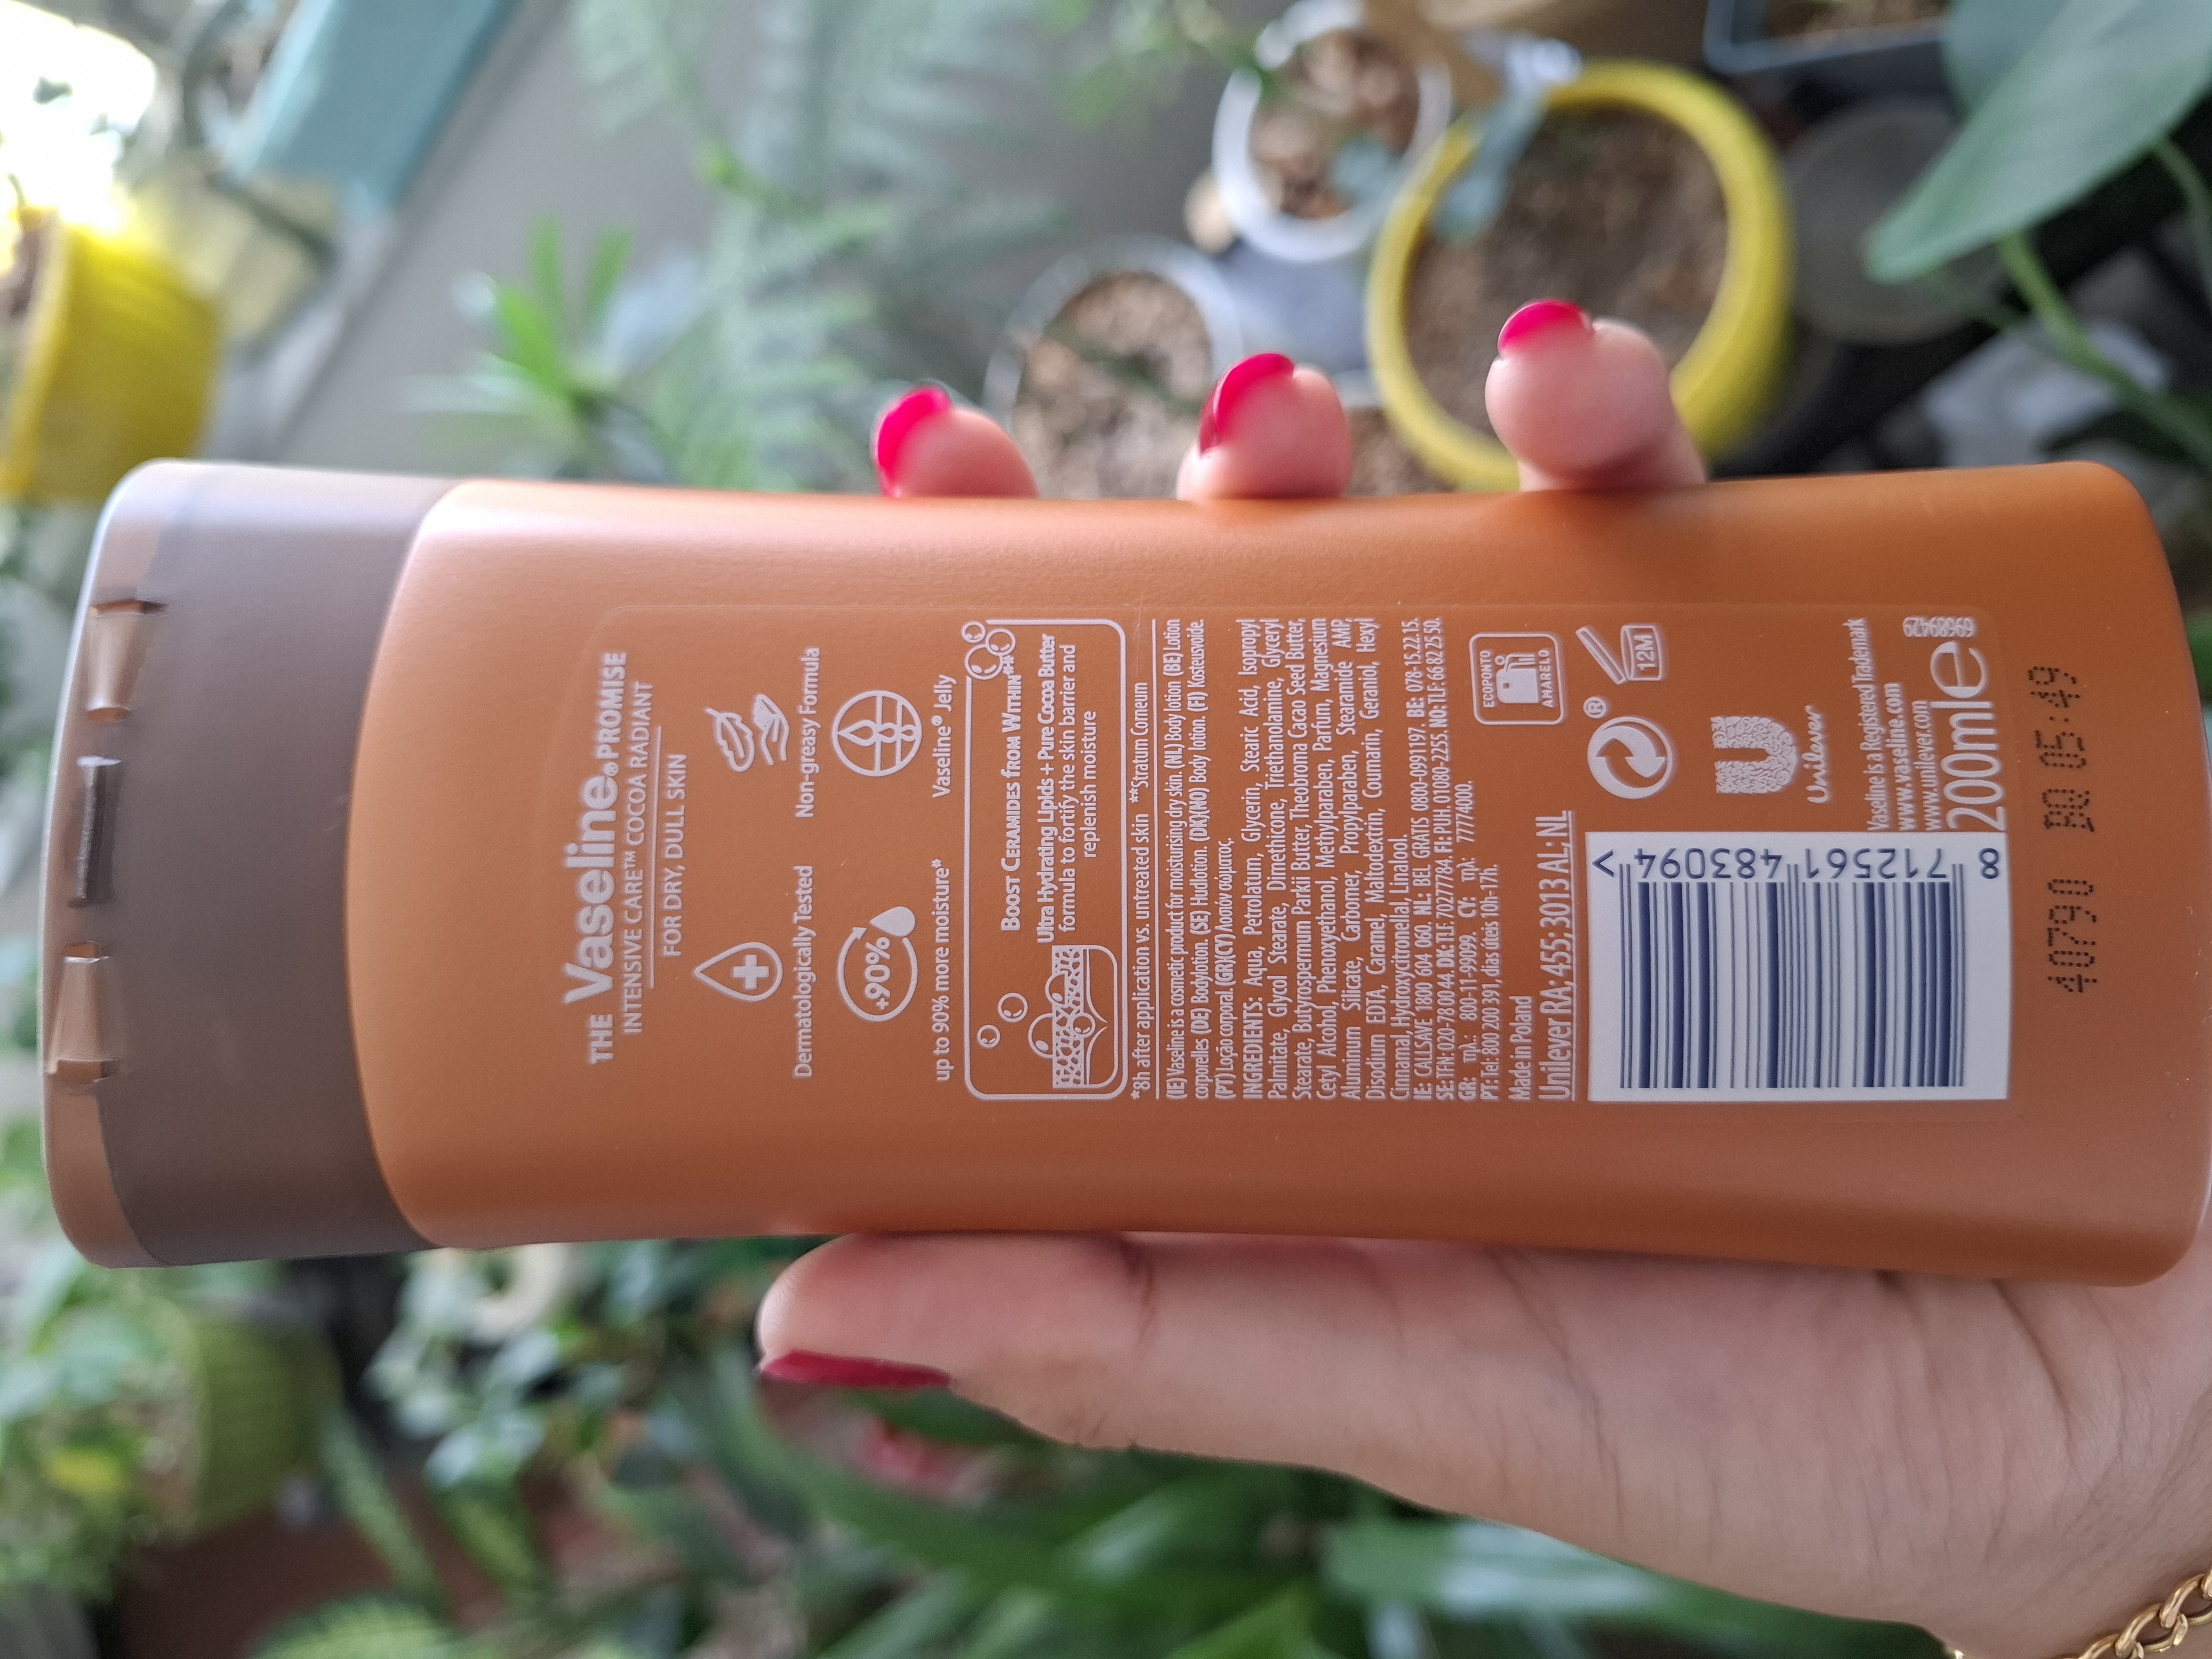 THE Vaseline® PROMISE
INTENSIVE CARE™ COCOA RADIANT
FOR DRY, DULL SKIN
Dermatologically Tested
Non-greasy Formula
+90%
up to 90% more moisture*
Vaseline® Jelly
BOOST CERAMIDES FROM WITHIN**
Ultra Hydrating Lipids + Pure Cocoa Butter
formula to fortify the skin barrier and
replenish moisture
*8h after application vs. untreated skin **Stratum Corneum
(IE) Vaseline is a cosmetic product for moisturising dry skin. (NL) Body lotion (BE) Lotion
corporelles (DE) Bodylotion. (SE) Hudlotion. (DK)(NO) Body lotion. (FI) Kosteusvoide.
(PT) Loção corporal. (GR)(CY) Λοσιόν σώματος.
INGREDIENTS: Aqua, Petrolatum, Glycerin, Stearic Acid, Isopropyl
Palmitate, Glycol Stearate, Dimethicone, Triethanolamine, Glyceryl
Stearate, Butyrospermum Parkii Butter, Theobroma Cacao Seed Butter,
Cetyl Alcohol, Phenoxyethanol, Methylparaben, Parfum, Magnesium
Aluminum Silicate, Carbomer, Propylparaben, Stearamide AMP,
Disodium EDTA, Caramel, Maltodextrin, Coumarin, Geraniol, Hexyl
Cinnamal, Hydroxycitronellal, Linalool.
IE: CALLSAVE 1800 604 060. NL: BEL GRATIS 0800-0991197. BE: 078-15.22.15.
SE: TFN: 020-78 00 44. DK: TLF. 70277784. FI: PUH. 01080-2255. NO: TLF: 66 82 25 50.
GR: τηλ.: 800-11-99099. CY: τηλ: 77774000.
PT: Tel.: 800 200 391, dias úteis 10h-17h.
Made in Poland
Unilever RA; 455; 3013 AL: NL
ECOPONTO
AMARELO
12M
®
Unilever
Vaseline is a Registered Trademark
www.vaseline.com
www.unilever.com
200ml e
69689429
8 712561 483094 >
40790 BQ 05:49